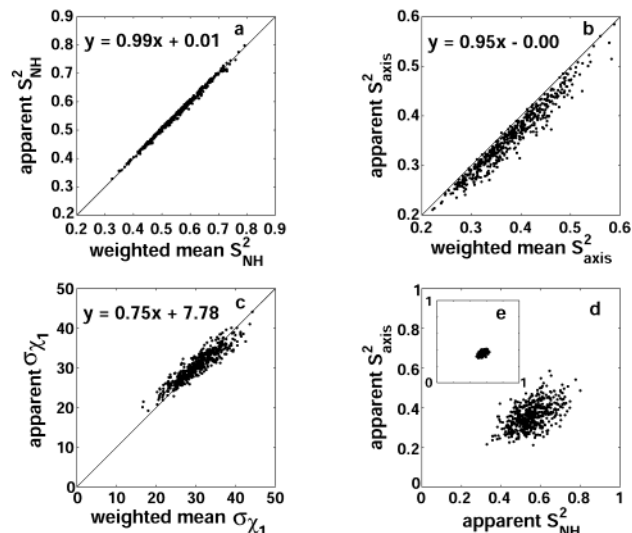 a
y = 0.99x + 0.01
apparent S²NH
0.9
0.8
0.7
0.6
0.5
0.4
0.3
0.2
0.2 0.3 0.4 0.5 0.6 0.7 0.8 0.9
weighted mean S²NH
b
y = 0.95x - 0.00
apparent S²axis
0.6
0.5
0.4
0.3
0.2
0.2 0.3 0.4 0.5 0.6
weighted mean S²axis
c
y = 0.75x + 7.78
apparent σχ₁
50
40
30
20
10
0
0 10 20 30 40 50
weighted mean σχ₁
d
apparent S²axis
1
0.8
0.6
0.4
0.2
0
1
e
0
1
0 0.2 0.4 0.6 0.8 1
apparent S²NH